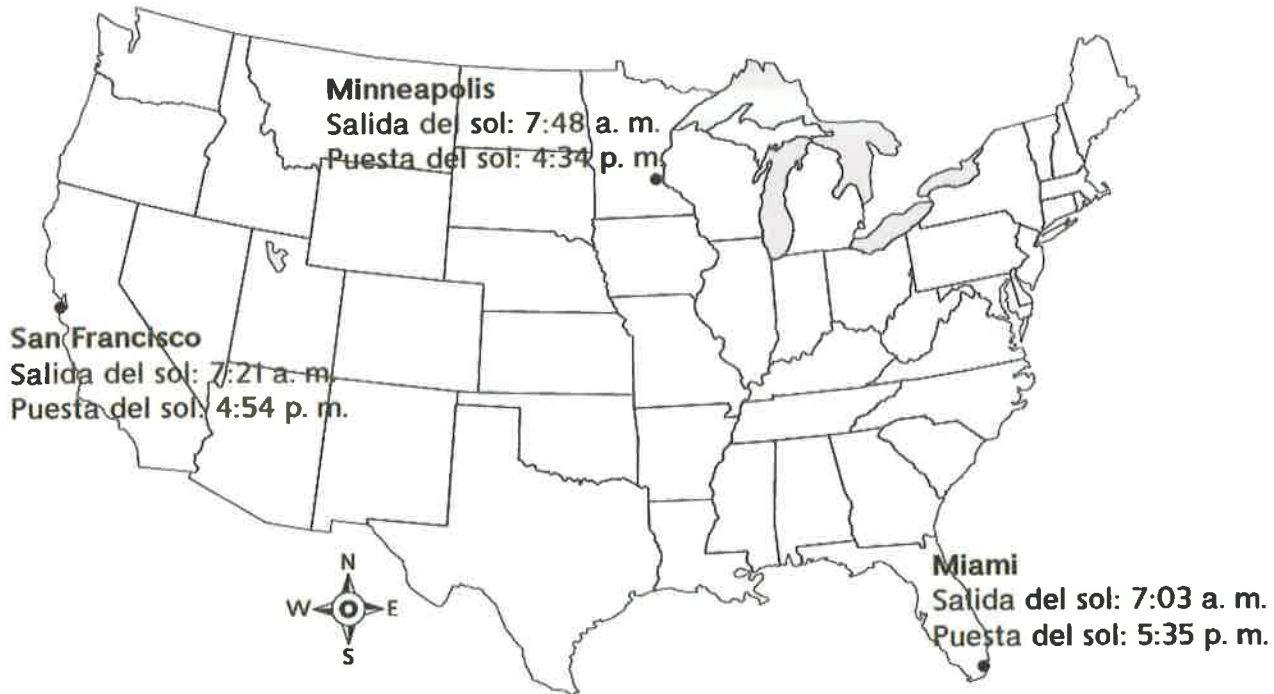 Minneapolis
Salida del sol: 7:48 a. m.
Puesta del sol: 4:34 p. m.
San Francisco
Salida del sol: 7:21 a. m.
Puesta del sol: 4:54 p. m.
N
W O E
S
Miami
Salida del sol: 7:03 a. m.
Puesta del sol: 5:35 p. m.